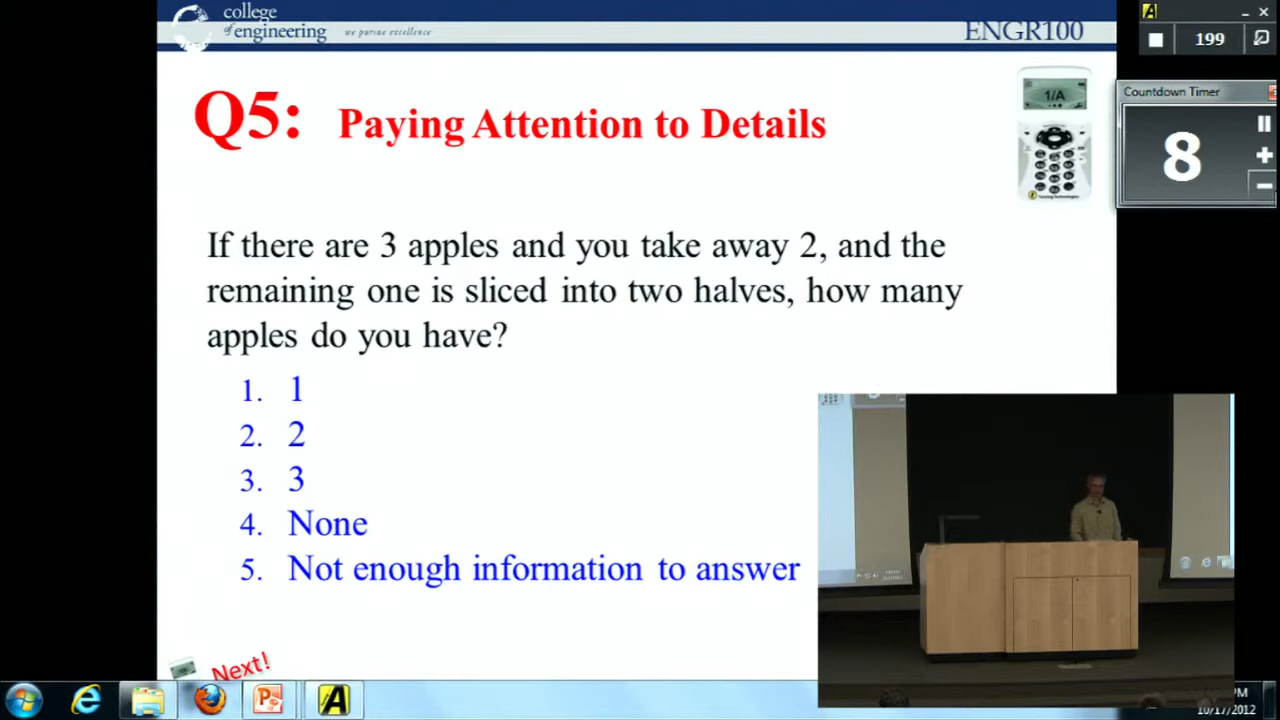 college
of engineering we pursue excellence
ENGR100
199
Countdown Timer
8
Q5: Paying Attention to Details
1/A
If there are 3 apples and you take away 2, and the
remaining one is sliced into two halves, how many
apples do you have?
1. 1
2. 2
3. 3
4. None
5. Not enough information to answer
Next!
PM
10/17/2012